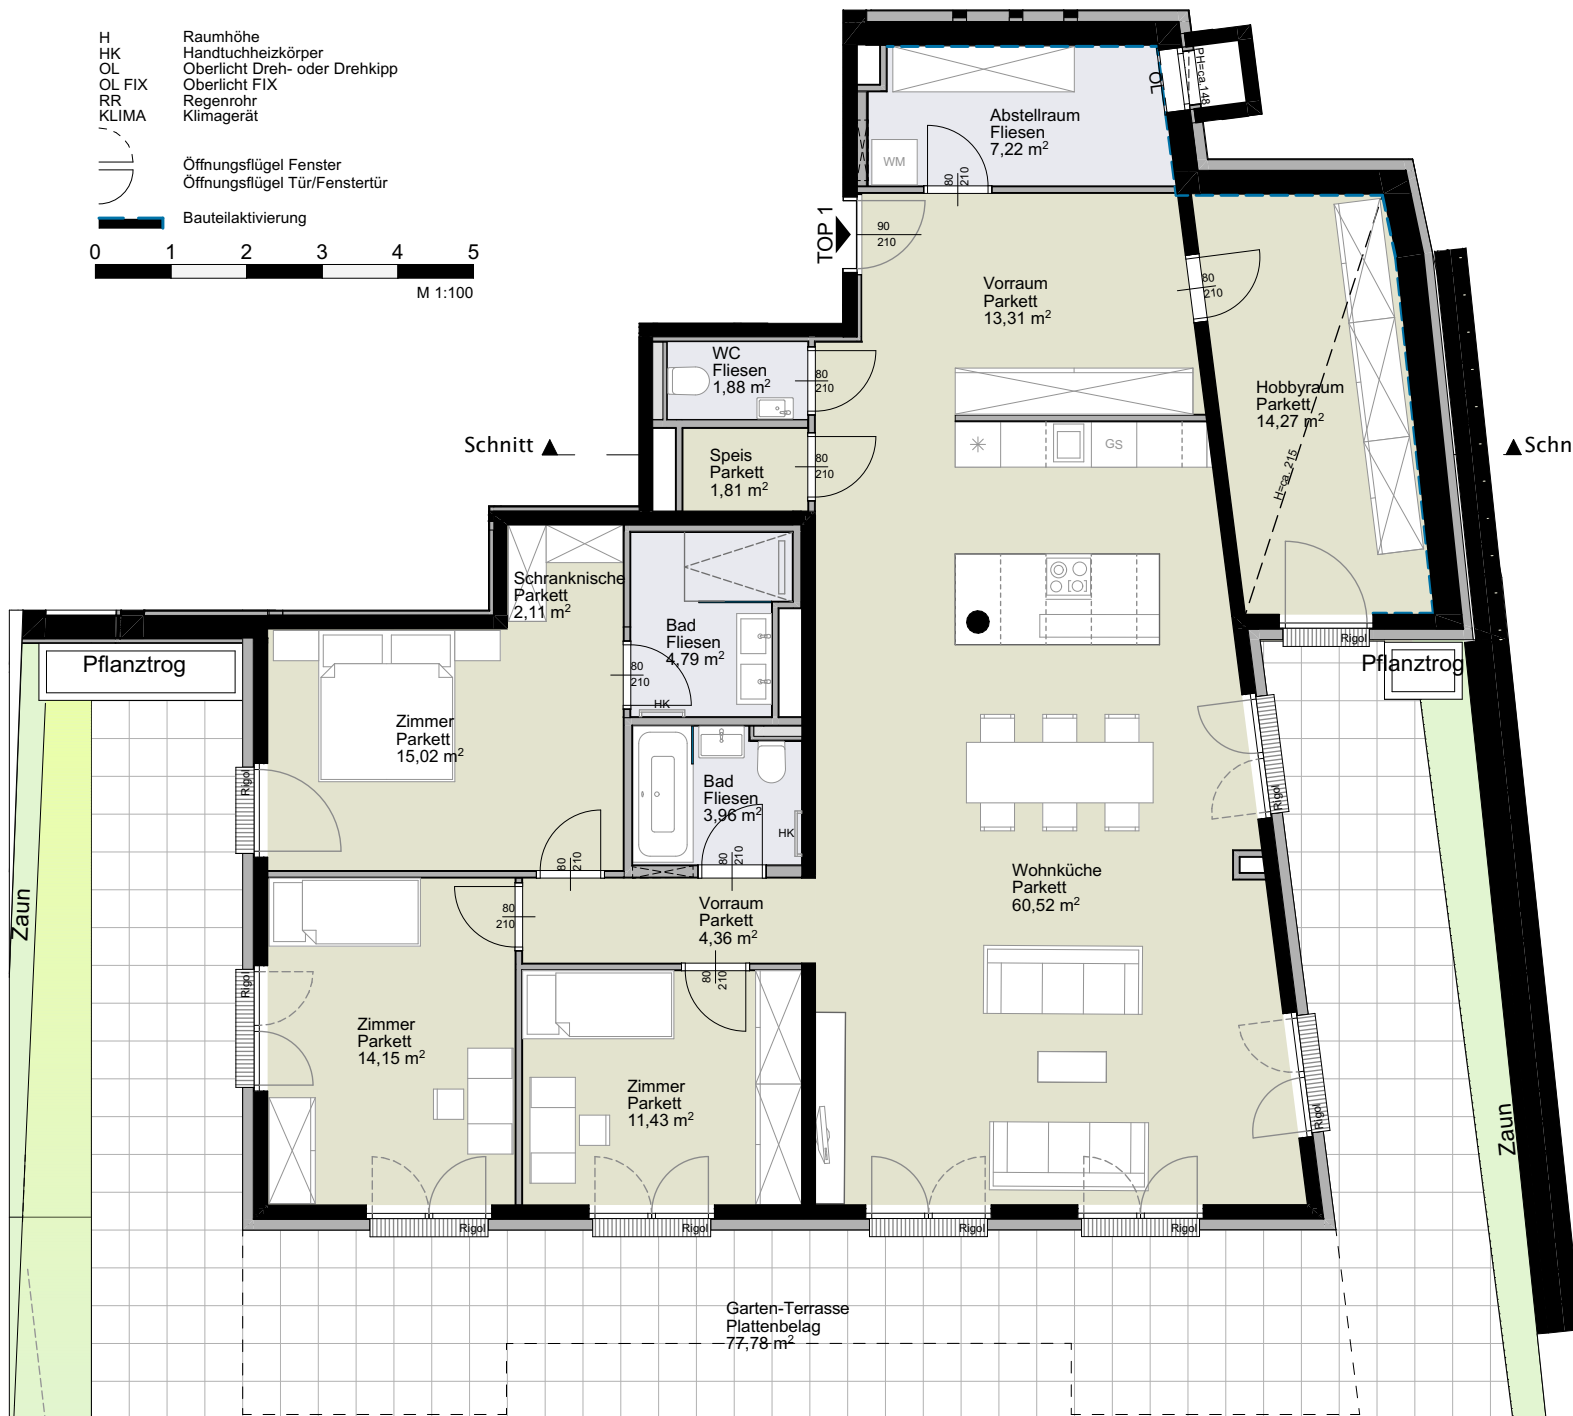 H Raumhöhe
HK Handtuchheizkörper
OL Oberlicht Dreh- oder Drehkipp
OL FIX Oberlicht FIX
RR Regenrohr
KLIMA Klimagerät
Öffnungsflügel Fenster
Öffnungsflügel Tür/Fenstertür
Bauteilaktivierung
0 1 2 3 4 5
M 1:100
OL
PH=ca.148
Abstellraum
Fliesen
7,22 m²
WM
80
210
TOP 1
90
210
Vorraum
Parkett
13,31 m²
80
210
WC
Fliesen
1,88 m²
80
210
Hobbyraum
Parkett
14,27 m²
H=ca. 215
Schnitt
Schn
Speis
Parkett
1,81 m²
80
210
GS
Schranknische
Parkett
2,11 m²
Bad
Fliesen
4,79 m²
80
210
HK
Rigol
Pflanztrog
Pflanztrog
Zimmer
Parkett
15,02 m²
Rigol
Bad
Fliesen
3,96 m²
HK
80
210
80
210
Rigol
Wohnküche
Parkett
60,52 m²
Zaun
Vorraum
Parkett
4,36 m²
80
210
80
210
Rigol
Zimmer
Parkett
14,15 m²
Zimmer
Parkett
11,43 m²
Rigol
Zaun
Rigol
Rigol
Rigol
Rigol
Garten-Terrasse
Plattenbelag
77,78 m²